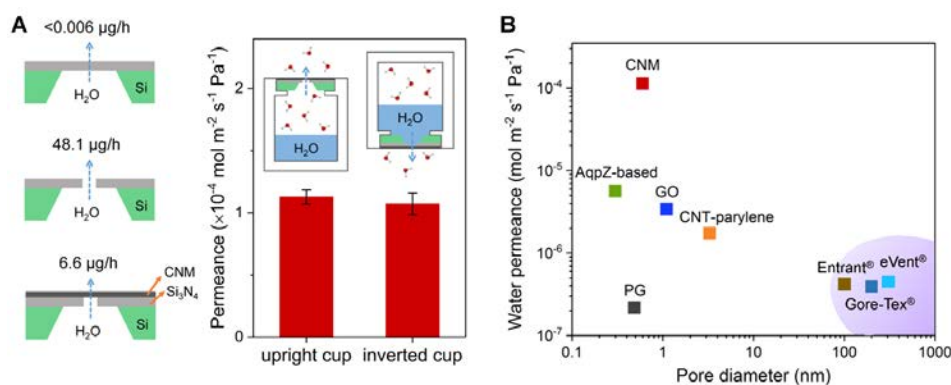 A
<0.006 µg/h
H₂O
Si
48.1 µg/h
H₂O
Si
6.6 µg/h
CNM
Si₃N₄
H₂O
Si
Permeance (×10⁻⁴ mol m⁻² s⁻¹ Pa⁻¹)
2
1
0
H₂O
H₂O
upright cup
inverted cup
B
Water permeance (mol m⁻² s⁻¹ Pa⁻¹)
10⁻⁴
10⁻⁵
10⁻⁶
10⁻⁷
CNM
AqpZ-based
GO
CNT-parylene
PG
Entrant®
eVent®
Gore-Tex®
0.1
1
10
100
1000
Pore diameter (nm)